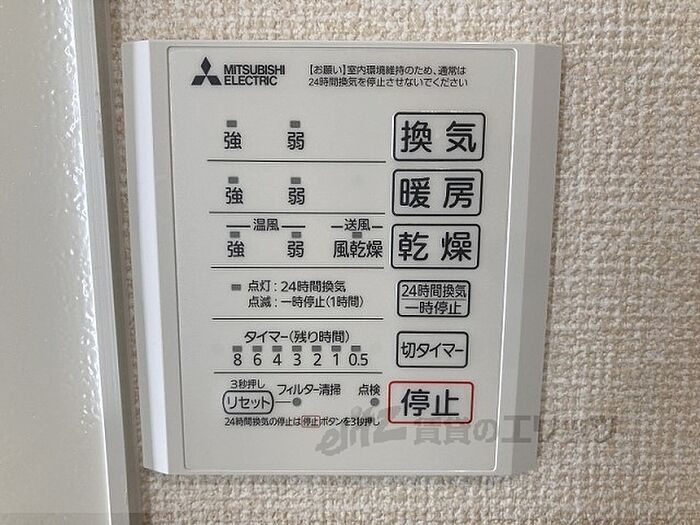 MITSUBISHI
ELECTRIC
【お願い】室内環境維持のため、通常は
24時間換気を停止させないでください
強 弱 換気
強 弱 暖房
温風 送風
強 弱 風乾燥 乾燥
点灯:24時間換気
点滅:一時停止(1時間)
24時間換気
一時停止
タイマー(残り時間)
8 6 4 3 2 1 0.5
切タイマー
3秒押し
リセット フィルター清掃 点検 停止
24時間換気の停止は停止ボタンを3秒押し
賃貸のエリッツ